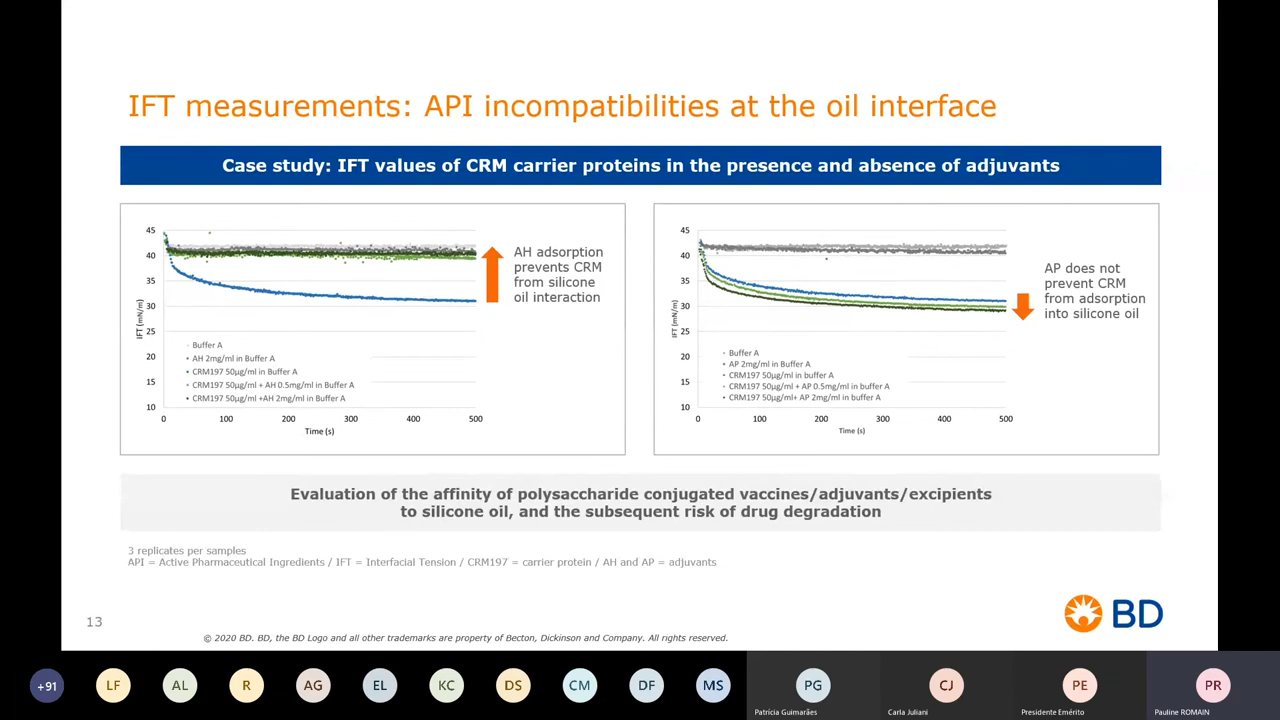 IFT measurements: API incompatibilities at the oil interface
Case study: IFT values of CRM carrier proteins in the presence and absence of adjuvants
45
40
35
30
25
20
15
10
IFT (mN/m)
0
100
200
300
400
500
Time (s)
Buffer A
AH 2mg/ml in Buffer A
CRM197 50µg/ml in Buffer A
CRM197 50µg/ml + AH 0.5mg/ml in Buffer A
CRM197 50µg/ml +AH 2mg/ml in Buffer A
AH adsorption
prevents CRM
from silicone
oil interaction
45
40
35
30
25
20
15
10
IFT (mN/m)
0
100
200
300
400
500
Time (s)
Buffer A
AP 2mg/ml in Buffer A
CRM197 50µg/ml in buffer A
CRM197 50µg/ml + AP 0.5mg/ml in buffer A
CRM197 50µg/ml+ AP 2mg/ml in buffer A
AP does not
prevent CRM
from adsorption
into silicone oil
Evaluation of the affinity of polysaccharide conjugated vaccines/adjuvants/excipients
to silicone oil, and the subsequent risk of drug degradation
3 replicates per samples
API = Active Pharmaceutical Ingredients / IFT = Interfacial Tension / CRM197 = carrier protein / AH and AP = adjuvants
13
BD
© 2020 BD. BD, the BD Logo and all other trademarks are property of Becton, Dickinson and Company. All rights reserved.
+91
LF
AL
R
AG
EL
KC
DS
CM
DF
MS
PG
CJ
PE
PR
Patrícia Guimarães
Carla Juliani
Presidente Emérito
Pauline ROMAIN